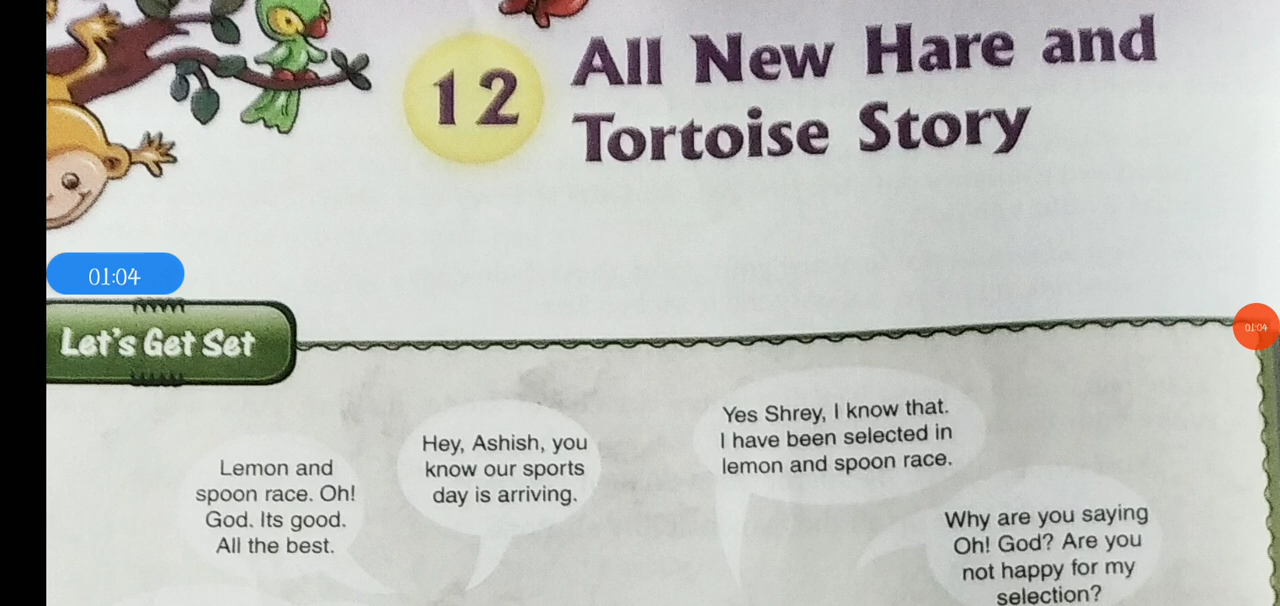 12
All New Hare and
Tortoise Story
01:04
Let's Get Set
01:04
Lemon and
spoon race. Oh!
God. Its good.
All the best.
Hey, Ashish, you
know our sports
day is arriving.
Yes Shrey, I know that.
I have been selected in
lemon and spoon race.
Why are you saying
Oh! God? Are you
not happy for my
selection?